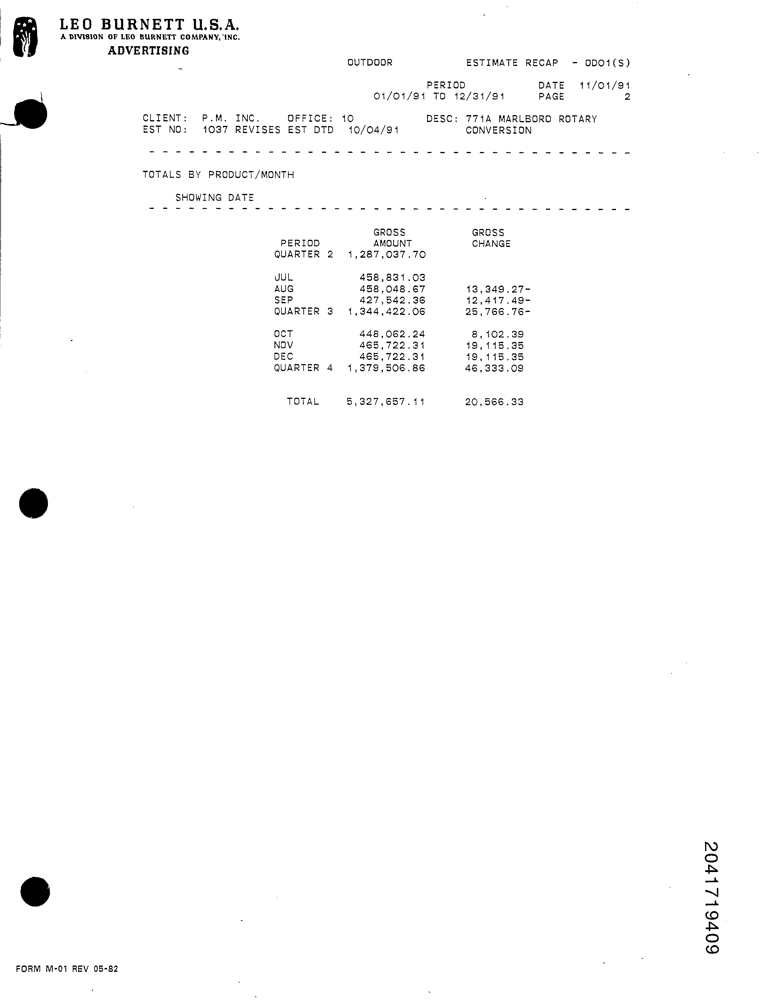 LEO BURNETT U.S.A.
A DIVISION OF LEO BURNETT COMPANY, INC.
ADVERTISING
OUTDOOR ESTIMATE RECAP - ODO1(S)
PERIOD DATE 11/01/91
01/01/91 TO 12/31/91 PAGE 2
CLIENT: P.M. INC. OFFICE: 10 DESC: 771A MARLBORO ROTARY
EST NO: 1037 REVISES EST DTD 10/04/91 CONVERSION
- - - - - - - - - - - - - - - - - - - - - - - - - - - - - - - - - - - - -
TOTALS BY PRODUCT/MONTH
SHOWING DATE
- - - - - - - - - - - - - - - - - - - - - - - - - - - - - - - - - - - - -
GROSS GROSS
PERIOD AMOUNT CHANGE
QUARTER 2 1,287,037.70
JUL 458,831.03
AUG 458,048.67 13,349.27-
SEP 427,542.36 12,417.49-
QUARTER 3 1,344,422.06 25,766.76-
OCT 448,062.24 8,102.39
NOV 465,722.31 19,115.35
DEC 465,722.31 19,115.35
QUARTER 4 1,379,506.86 46,333.09
TOTAL 5,327,657.11 20,566.33
2041719409
FORM M-01 REV 05-82